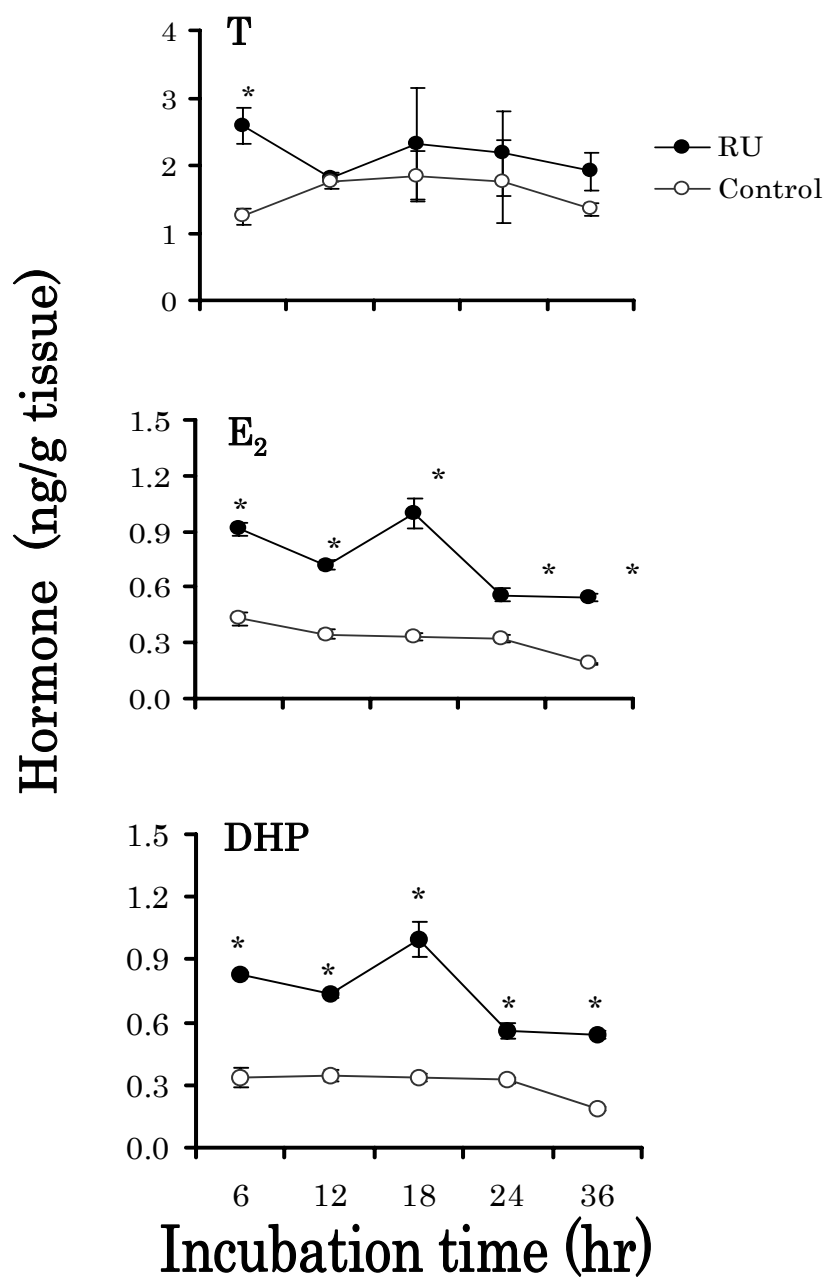 T
*
4
3
2
1
0
RU
Control
Hormone (ng/g tissue)
E₂
* * * * *
1.5
1.2
0.9
0.6
0.3
0.0
DHP
* * * * *
1.5
1.2
0.9
0.6
0.3
0.0
6 12 18 24 36
Incubation time (hr)